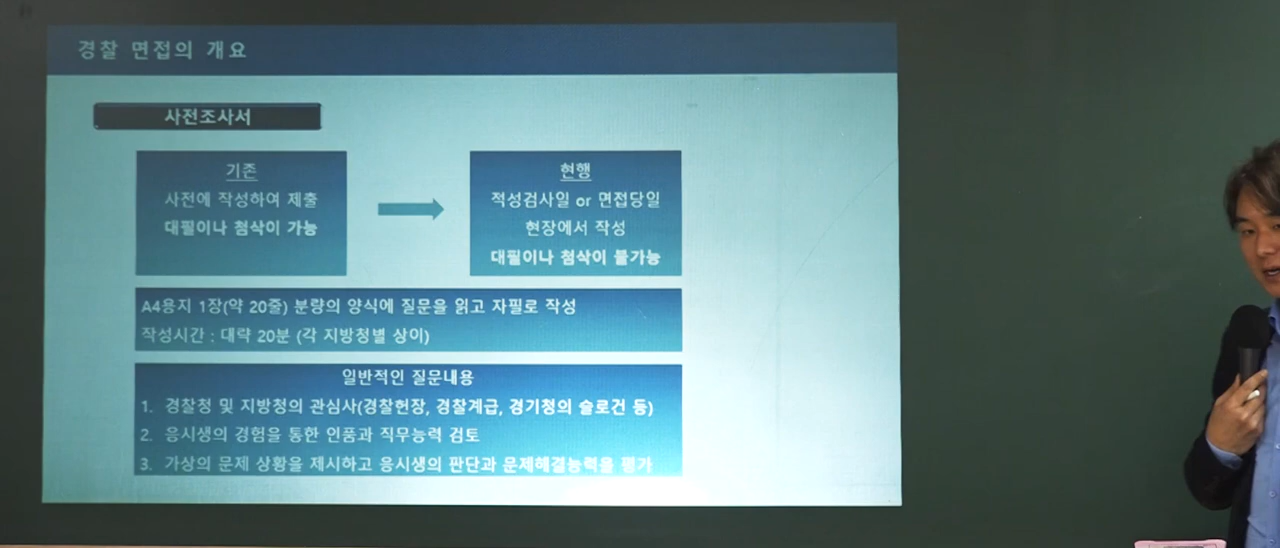 경찰 면접의 개요
사전조사서
기존
사전에 작성하여 제출
대필이나 첨삭이 가능
현행
적성검사일 or 면접당일
현장에서 작성
대필이나 첨삭이 불가능
A4용지 1장(약 20줄) 분량의 양식에 질문을 읽고 자필로 작성
작성시간 : 대략 20분 (각 지방청별 상이)
일반적인 질문내용
1. 경찰청 및 지방청의 관심사(경찰헌장, 경찰계급, 경기청의 슬로건 등)
2. 응시생의 경험을 통한 인품과 직무능력 검토
3. 가상의 문제 상황을 제시하고 응시생의 판단과 문제해결능력을 평가